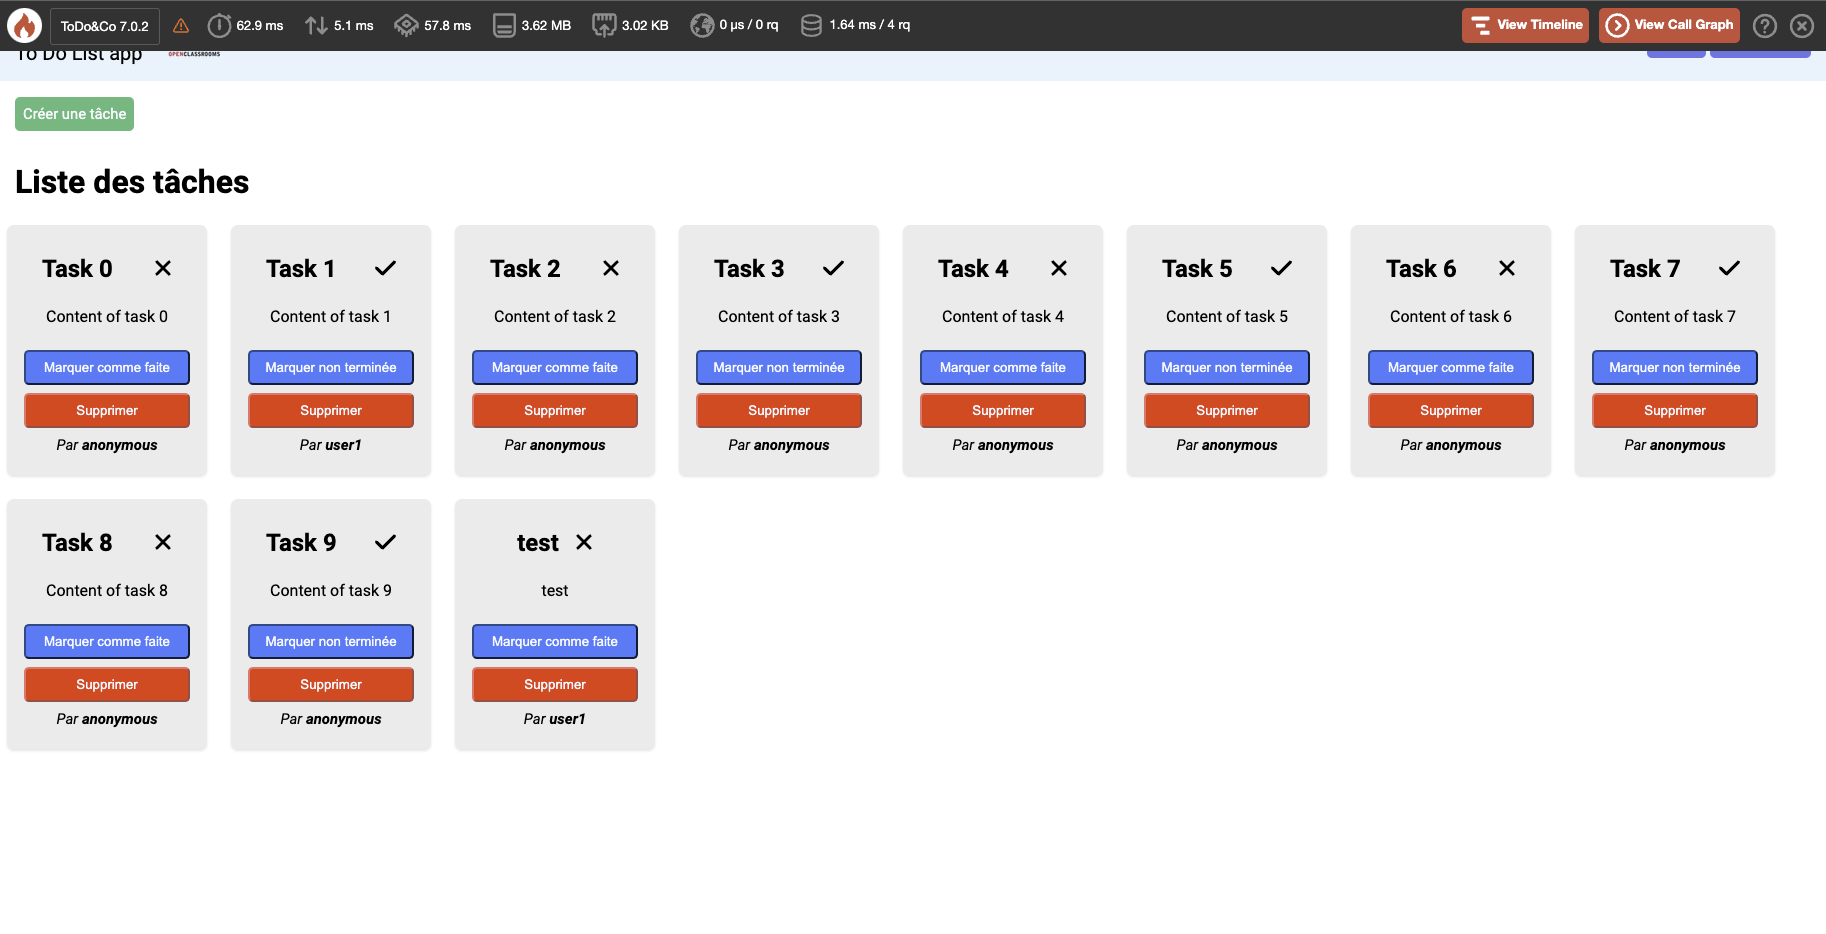 ToDo&Co 7.0.2 62.9 ms 5.1 ms 57.8 ms 3.62 MB 3.02 KB 0 µs / 0 rq 1.64 ms / 4 rq View Timeline View Call Graph
To Do List app OPENCLASSROOMS
Créer une tâche
Liste des tâches
Task 0 Task 1 Task 2 Task 3 Task 4 Task 5 Task 6 Task 7
Content of task 0 Content of task 1 Content of task 2 Content of task 3 Content of task 4 Content of task 5 Content of task 6 Content of task 7
Marquer comme faite Marquer non terminée Marquer comme faite Marquer non terminée Marquer comme faite Marquer non terminée Marquer comme faite Marquer non terminée
Supprimer Supprimer Supprimer Supprimer Supprimer Supprimer Supprimer Supprimer
Par anonymous Par user1 Par anonymous Par anonymous Par anonymous Par anonymous Par anonymous Par anonymous
Task 8 Task 9 test
Content of task 8 Content of task 9 test
Marquer comme faite Marquer non terminée Marquer comme faite
Supprimer Supprimer Supprimer
Par anonymous Par anonymous Par user1